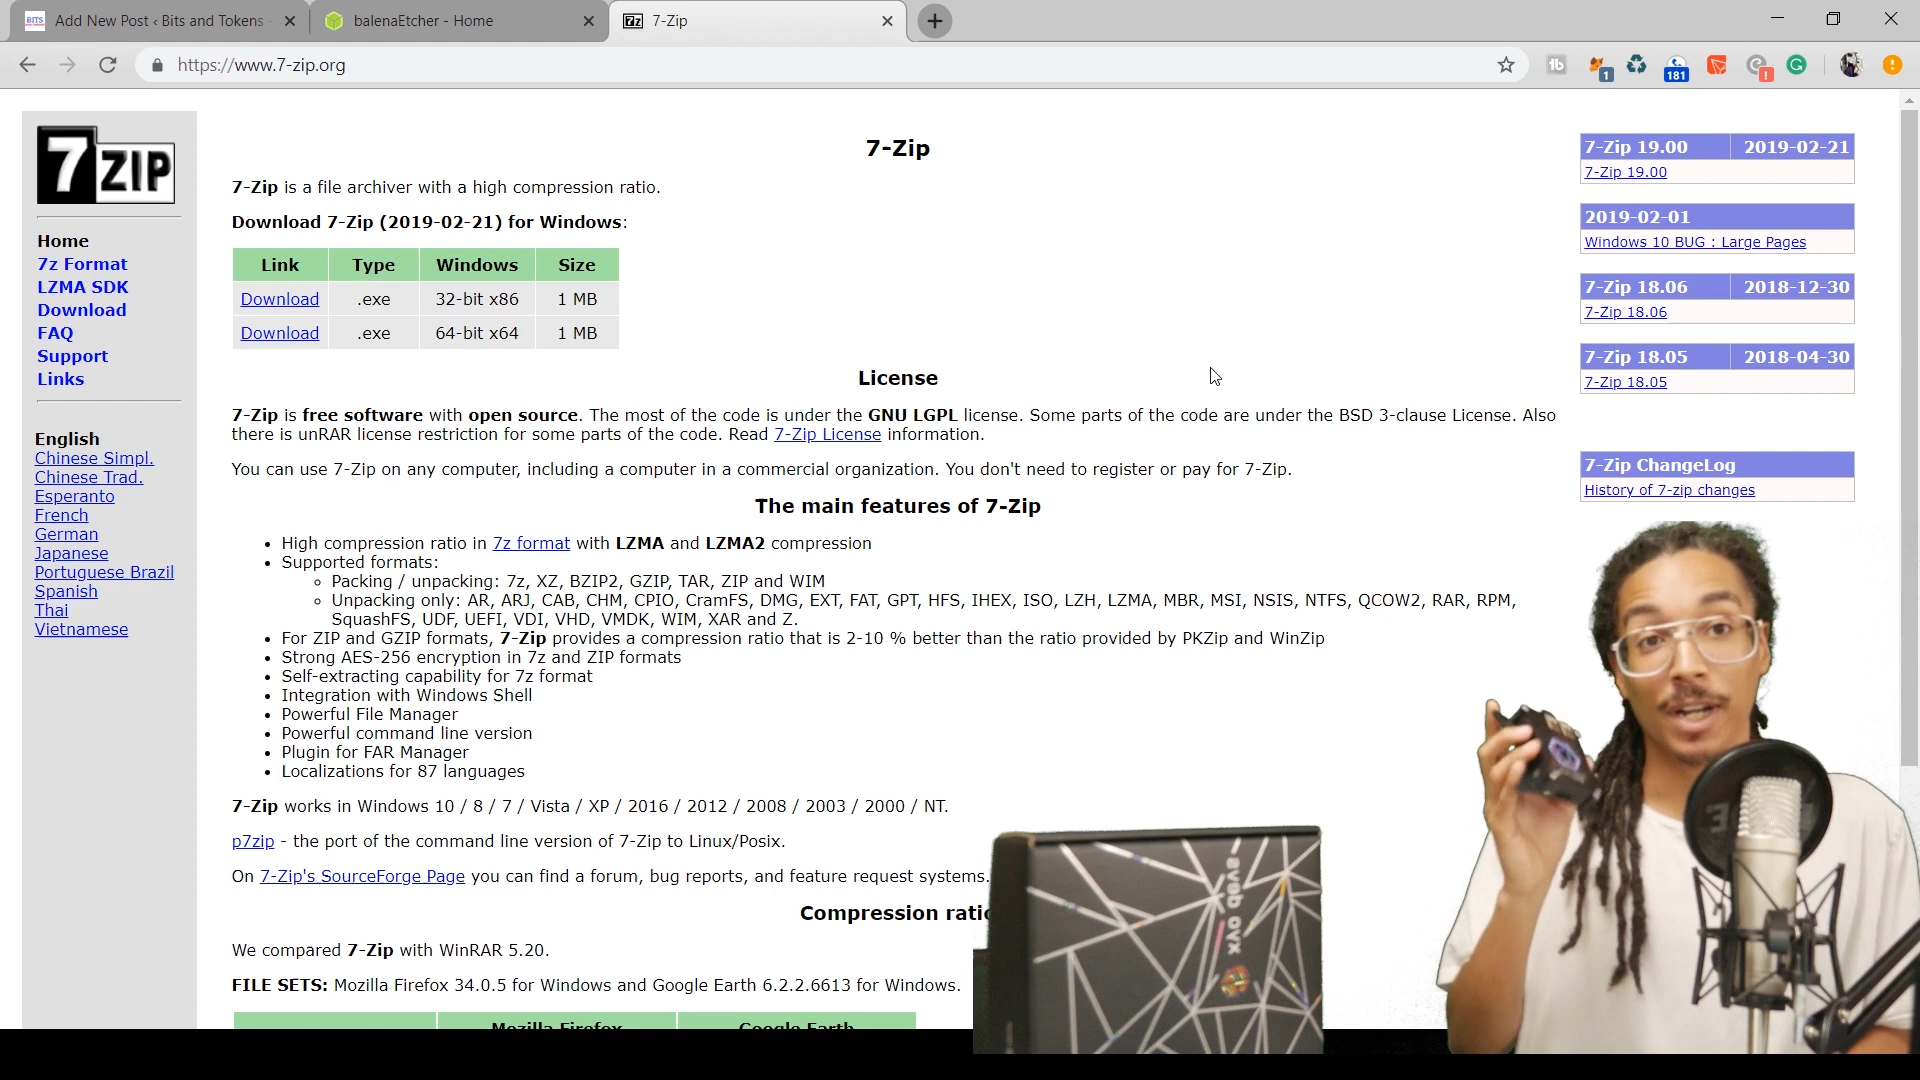 Add New Post ‹ Bits and Tokens
balenaEtcher - Home
7-Zip
https://www.7-zip.org
1
181
7ZIP
Home
7z Format
LZMA SDK
Download
FAQ
Support
Links
English
Chinese Simpl.
Chinese Trad.
Esperanto
French
German
Japanese
Portuguese Brazil
Spanish
Thai
Vietnamese
7-Zip
7-Zip is a file archiver with a high compression ratio.
Download 7-Zip (2019-02-21) for Windows:
Link Type Windows Size
Download .exe 32-bit x86 1 MB
Download .exe 64-bit x64 1 MB
License
7-Zip is free software with open source. The most of the code is under the GNU LGPL license. Some parts of the code are under the BSD 3-clause License. Also
there is unRAR license restriction for some parts of the code. Read 7-Zip License information.
You can use 7-Zip on any computer, including a computer in a commercial organization. You don't need to register or pay for 7-Zip.
The main features of 7-Zip
High compression ratio in 7z format with LZMA and LZMA2 compression
Supported formats:
Packing / unpacking: 7z, XZ, BZIP2, GZIP, TAR, ZIP and WIM
Unpacking only: AR, ARJ, CAB, CHM, CPIO, CramFS, DMG, EXT, FAT, GPT, HFS, IHEX, ISO, LZH, LZMA, MBR, MSI, NSIS, NTFS, QCOW2, RAR, RPM,
SquashFS, UDF, UEFI, VDI, VHD, VMDK, WIM, XAR and Z.
For ZIP and GZIP formats, 7-Zip provides a compression ratio that is 2-10 % better than the ratio provided by PKZip and WinZip
Strong AES-256 encryption in 7z and ZIP formats
Self-extracting capability for 7z format
Integration with Windows Shell
Powerful File Manager
Powerful command line version
Plugin for FAR Manager
Localizations for 87 languages
7-Zip works in Windows 10 / 8 / 7 / Vista / XP / 2016 / 2012 / 2008 / 2003 / 2000 / NT.
p7zip - the port of the command line version of 7-Zip to Linux/Posix.
On 7-Zip's SourceForge Page you can find a forum, bug reports, and feature request systems.
Compression ratio
We compared 7-Zip with WinRAR 5.20.
FILE SETS: Mozilla Firefox 34.0.5 for Windows and Google Earth 6.2.2.6613 for Windows.
Mozilla Firefox Google Earth
7-Zip 19.00 2019-02-21
7-Zip 19.00
2019-02-01
Windows 10 BUG : Large Pages
7-Zip 18.06 2018-12-30
7-Zip 18.06
7-Zip 18.05 2018-04-30
7-Zip 18.05
7-Zip ChangeLog
History of 7-zip changes